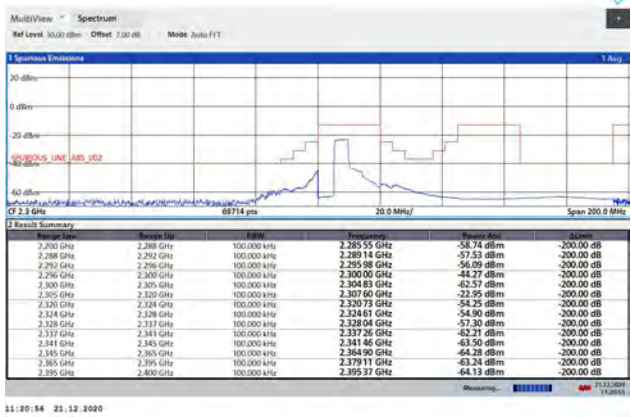 MultiView Spectrum
Ref Level 30.00 dBm Offset 7.00 dB Mode Auto FFT
1 Spurious Emissions 1 Avg
20 dBm
0 dBm
-20 dBm
SPURIOUS_LINE_ABS_U02
-40 dBm
-60 dBm
CF 2.3 GHz 69714 pts 20.0 MHz/ Span 200.0 MHz
2 Result Summary
Range Low Range Up RBW Frequency Power Abs ΔLimit
2.200 GHz 2.288 GHz 100.000 kHz 2.285 55 GHz -58.74 dBm -200.00 dB
2.288 GHz 2.292 GHz 100.000 kHz 2.289 14 GHz -57.53 dBm -200.00 dB
2.292 GHz 2.296 GHz 100.000 kHz 2.295 98 GHz -56.09 dBm -200.00 dB
2.296 GHz 2.300 GHz 100.000 kHz 2.300 00 GHz -44.27 dBm -200.00 dB
2.300 GHz 2.305 GHz 100.000 kHz 2.304 83 GHz -62.57 dBm -200.00 dB
2.305 GHz 2.320 GHz 100.000 kHz 2.307 60 GHz -22.95 dBm -200.00 dB
2.320 GHz 2.324 GHz 100.000 kHz 2.320 73 GHz -54.25 dBm -200.00 dB
2.324 GHz 2.328 GHz 100.000 kHz 2.324 61 GHz -54.90 dBm -200.00 dB
2.328 GHz 2.337 GHz 100.000 kHz 2.328 04 GHz -57.30 dBm -200.00 dB
2.337 GHz 2.341 GHz 100.000 kHz 2.337 26 GHz -62.21 dBm -200.00 dB
2.341 GHz 2.345 GHz 100.000 kHz 2.341 46 GHz -63.50 dBm -200.00 dB
2.345 GHz 2.365 GHz 100.000 kHz 2.364 90 GHz -64.28 dBm -200.00 dB
2.365 GHz 2.395 GHz 100.000 kHz 2.379 11 GHz -63.24 dBm -200.00 dB
2.395 GHz 2.400 GHz 100.000 kHz 2.395 37 GHz -64.13 dBm -200.00 dB
Measuring... 21.12.2020
11:20:55
11:20:56 21.12.2020